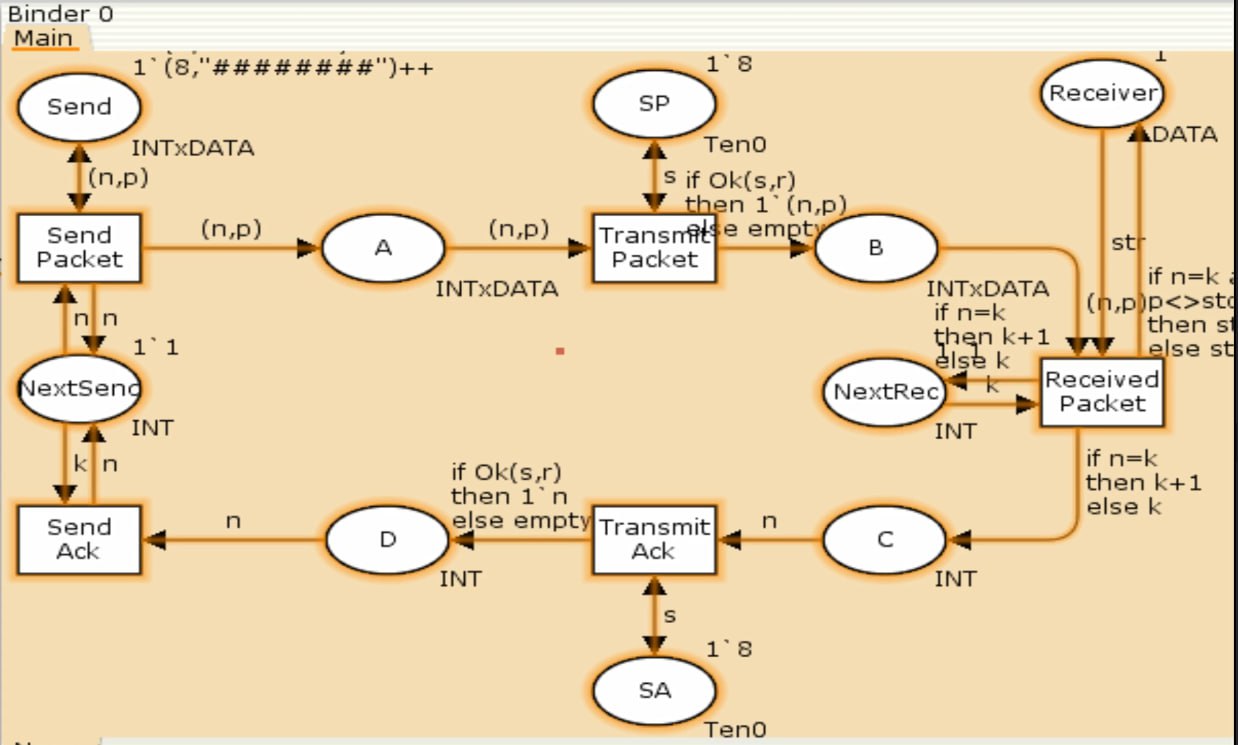 Binder 0
Main
1`(8,"########")++
Send
INTxDATA
(n,p)
1`8
SP
Ten0
s
if Ok(s,r)
then 1`(n,p)
else empty
Receiver
DATA
Send
Packet
(n,p)
A
INTxDATA
(n,p)
Transmit
Packet
B
INTxDATA
str
(n,p)
if n=k
p<>sto
then st
else st
n
n
1`1
NextSend
INT
if n=k
then k+1
else k
NextRec
INT
k
Received
Packet
k
n
if n=k
then k+1
else k
Send
Ack
n
D
INT
if Ok(s,r)
then 1`n
else empty
Transmit
Ack
n
C
INT
s
1`8
SA
Ten0